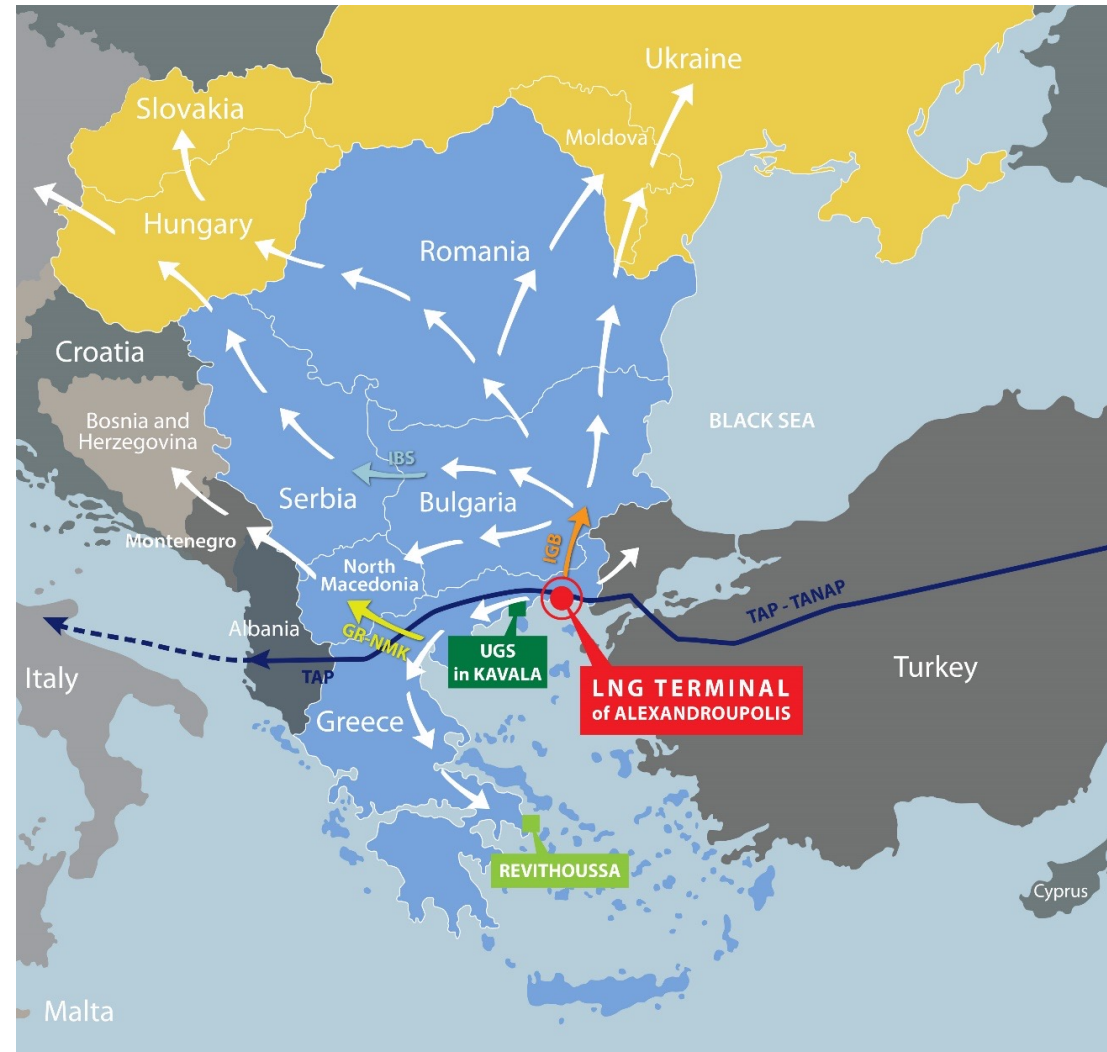 Ukraine
Slovakia
Moldova
Hungary
Romania
Croatia
Bosnia and
Herzegovina
BLACK SEA
IBS
Serbia
Bulgaria
Montenegro
IGB
North
Macedonia
TAP - TANAP
Albania
GR-NMK
UGS
in KAVALA
TAP
Italy
Turkey
LNG TERMINAL
of ALEXANDROUPOLIS
Greece
REVITHOUSSA
Cyprus
Malta